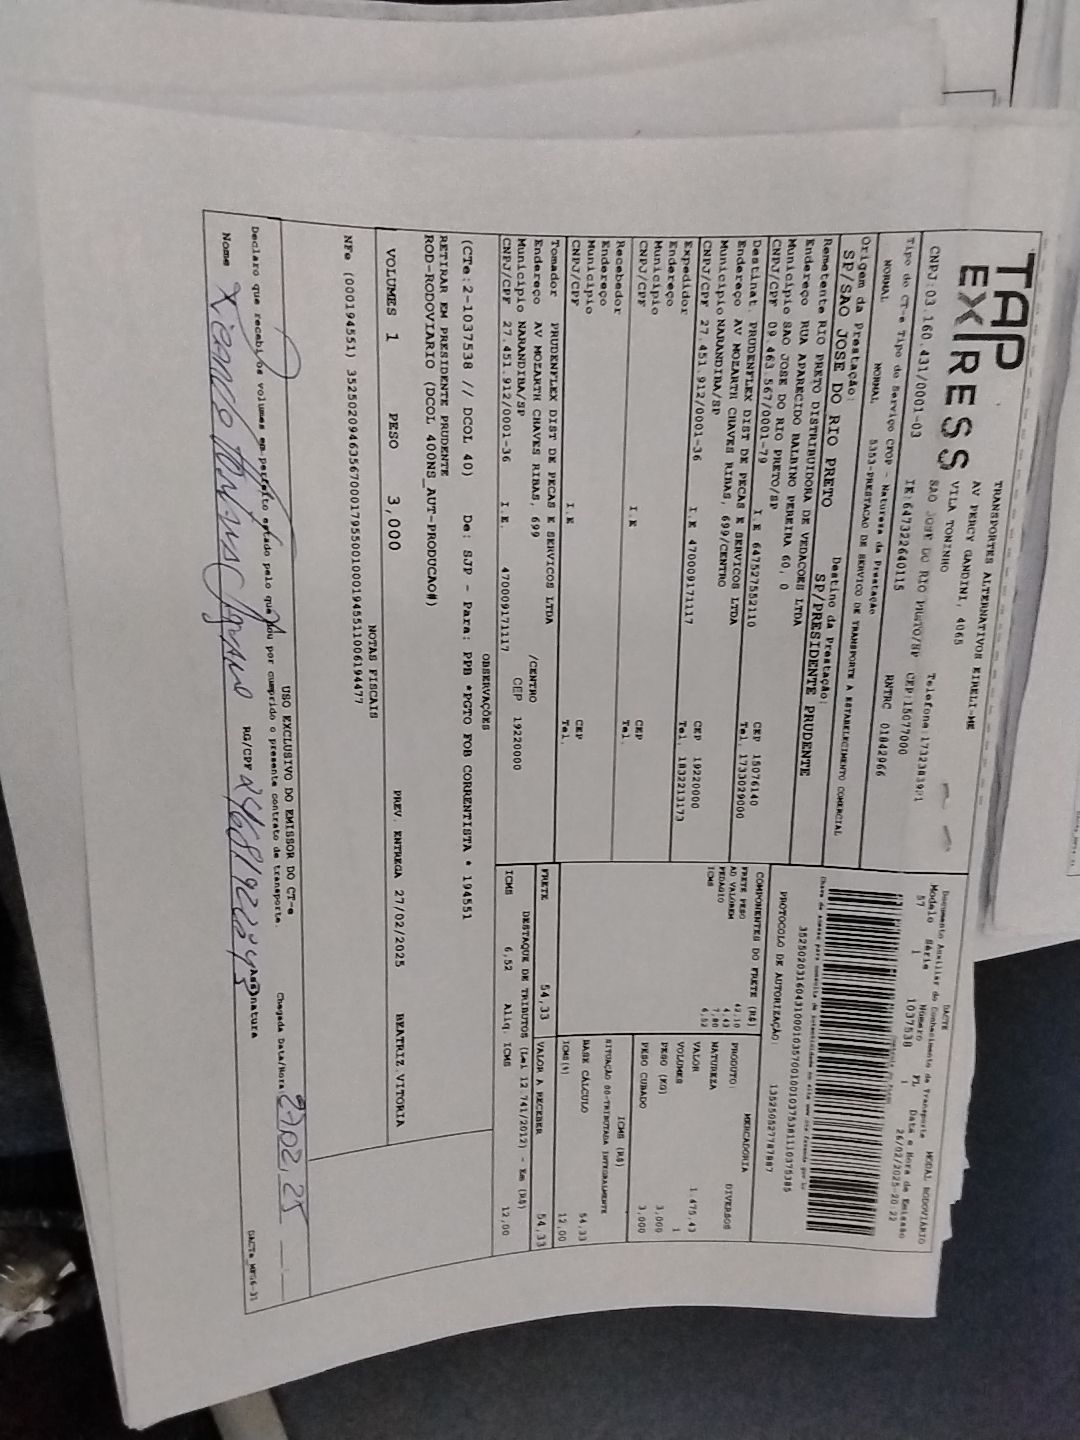 TAP
EXPRESS
TRANSPORTES ALTERNATIVOS EIRELI-ME
AV PERCY GANDINI, 4065
VILA TONINHO
SAO JOSE DO RIO PRETO/SP CEP:15077000
CNPJ:03.160.431/0001-03 IE:647322640115 Telefone:
Tipo do CT-e Tipo do Serviço CFOP - Natureza da Prestação RNTRC 01842966
NORMAL NORMAL 5353-PRESTACAO DE SERVICO DE TRANSPORTE A ESTABELECIMENTO COMERCIAL
Origem da Prestação: Destino da Prestação:
SP/SAO JOSE DO RIO PRETO SP/PRESIDENTE PRUDENTE
DACTE MODAL RODOVIÁRIO
Documento Auxiliar do Conhecimento de Transporte
Modelo Série Número FL Data e Hora de Emissão
57 1 1037538 1 26/02/2025-20:22
PROTOCOLO DE AUTORIZAÇÃO:
Remetente RIO PRETO DISTRIBUIDORA DE VEDACOES LTDA
Endereço RUA APARECIDO BALBINO PEREIRA 60, 0
Município SAO JOSE DO RIO PRETO/SP CEP 15076140
CNPJ/CPF 09.463.567/0001-79 I.E 647527552110 Tel. 1733029000
Destinat. PRUDENFLEX DIST DE PECAS E SERVICOS LTDA
Endereço AV MOZARTH CHAVES RIBAS, 699/CENTRO
Município NARANDIBA/SP CEP 19220000
CNPJ/CPF 27.451.912/0001-36 I.E 470009171117 Tel. 1832213173
Expedidor
Endereço
Município CEP
CNPJ/CPF I.E Tel.
Recebedor
Endereço
Município CEP
CNPJ/CPF I.E Tel.
Tomador PRUDENFLEX DIST DE PECAS E SERVICOS LTDA
Endereço AV MOZARTH CHAVES RIBAS, 699 /CENTRO
Município NARANDIBA/SP CEP 19220000
CNPJ/CPF 27.451.912/0001-36 I.E. 470009171117
COMPONENTES DO FRETE (R$)
FRETE PESO 42,10
AD VALOREM 4,43
PEDAGIO
ICMS 6,52
FRETE 54,33
MERCADORIA
PRODUTO: DIVERSOS
NATUREZA
VALOR 1.475,43
VOLUMES 1
PESO (KG) 3,000
PESO CUBADO 3,000
ICMS (R$)
SITUAÇÃO 00-TRIBUTADA INTEGRALMENTE
BASE CÁLCULO 54,33
ICMS(%) 12,00
VALOR A RECEBER 54,33
DESTAQUE DE TRIBUTOS (Lei 12.741/2012) - Em (R$)
ICMS 6,52 Aliq. ICMS 12,00
OBSERVAÇÕES
(CTe:2-1037538 // DCOL 40) De: SJP - Para: PPB *PGTO FOB CORRENTISTA * 194551
RETIRAR EM PRESIDENTE PRUDENTE
ROD-RODOVIARIO (DCOL 400NS_AUT-PRODUCAO#)
VOLUMES 1 PESO 3,000 PREV. ENTREGA 27/02/2025 BEATRIZ.VITORIA
NOTAS FISCAIS
NFe (000194551) 35250209463567000179550010001945511006194477
USO EXCLUSIVO DO EMISSOR DO CT-e
Declaro que recebi os volumes em perfeito estado pelo que dou por cumprido o presente contrato de transporte. Chegada Data/Hora 27.02.25
Nome RG/CPF Assinatura